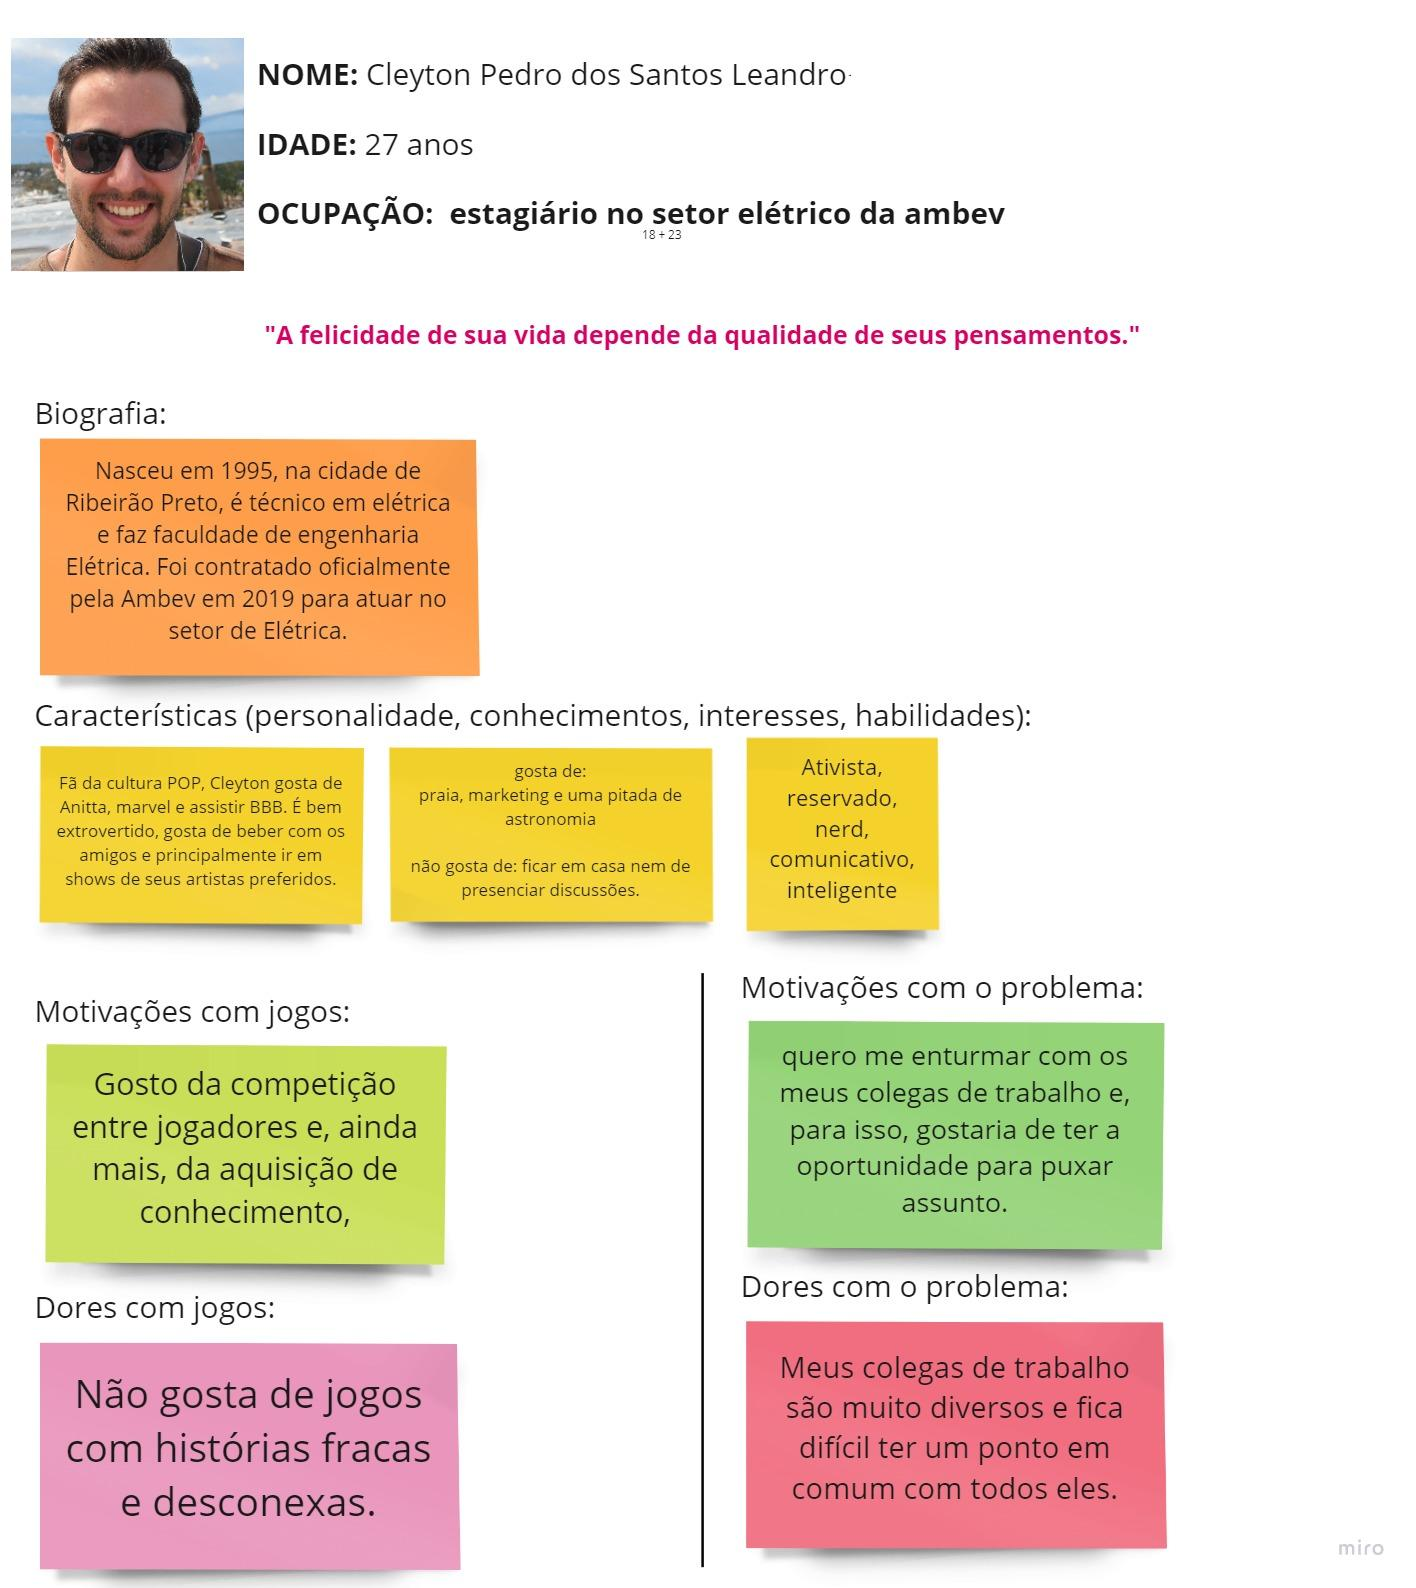 NOME: Cleyton Pedro dos Santos Leandro
IDADE: 27 anos
OCUPAÇÃO: estagiário no setor elétrico da ambev
18 + 23
"A felicidade de sua vida depende da qualidade de seus pensamentos."
Biografia:
Nasceu em 1995, na cidade de
Ribeirão Preto, é técnico em elétrica
e faz faculdade de engenharia
Elétrica. Foi contratado oficialmente
pela Ambev em 2019 para atuar no
setor de Elétrica.
Características (personalidade, conhecimentos, interesses, habilidades):
Fã da cultura POP, Cleyton gosta de
Anitta, marvel e assistir BBB. É bem
extrovertido, gosta de beber com os
amigos e principalmente ir em
shows de seus artistas preferidos.
gosta de:
praia, marketing e uma pitada de
astronomia
não gosta de: ficar em casa nem de
presenciar discussões.
Ativista,
reservado,
nerd,
comunicativo,
inteligente
Motivações com jogos:
Gosto da competição
entre jogadores e, ainda
mais, da aquisição de
conhecimento,
Dores com jogos:
Não gosta de jogos
com histórias fracas
e desconexas.
Motivações com o problema:
quero me enturmar com os
meus colegas de trabalho e,
para isso, gostaria de ter a
oportunidade para puxar
assunto.
Dores com o problema:
Meus colegas de trabalho
são muito diversos e fica
difícil ter um ponto em
comum com todos eles.
miro